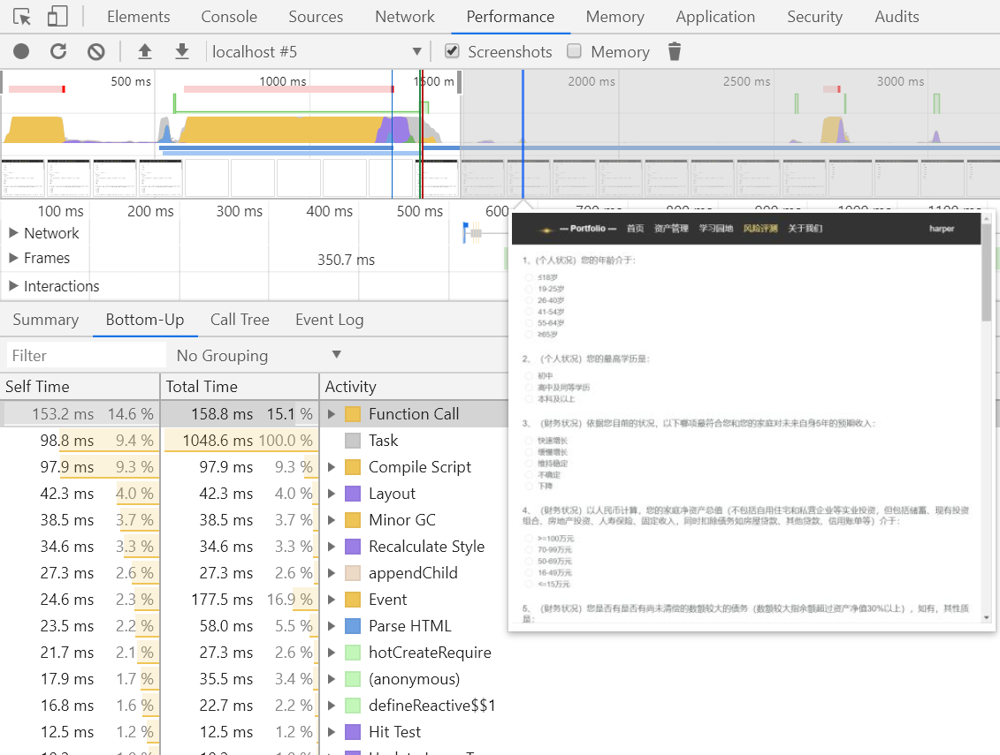 Elements Console Sources Network Performance Memory Application Security Audits
localhost #5 Screenshots Memory
500 ms 1000 ms 1500 m 2000 ms 2500 ms 3000 ms
100 ms 200 ms 300 ms 400 ms 500 ms 600 700 ms 800 ms 900 ms 1000 ms 1100 ms
Network
Frames 350.7 ms
Interactions
Summary Bottom-Up Call Tree Event Log
Filter No Grouping
Self Time Total Time Activity
153.2 ms 14.6 % 158.8 ms 15.1 % Function Call
98.8 ms 9.4 % 1048.6 ms 100.0 % Task
97.9 ms 9.3 % 97.9 ms 9.3 % Compile Script
42.3 ms 4.0 % 42.3 ms 4.0 % Layout
38.5 ms 3.7 % 38.5 ms 3.7 % Minor GC
34.6 ms 3.3 % 34.6 ms 3.3 % Recalculate Style
27.3 ms 2.6 % 27.3 ms 2.6 % appendChild
24.6 ms 2.3 % 177.5 ms 16.9 % Event
23.5 ms 2.2 % 58.0 ms 5.5 % Parse HTML
21.7 ms 2.1 % 27.3 ms 2.6 % hotCreateRequire
17.9 ms 1.7 % 35.5 ms 3.4 % (anonymous)
16.8 ms 1.6 % 22.7 ms 2.2 % defineReactive$$1
12.5 ms 1.2 % 12.5 ms 1.2 % Hit Test
--- Portfolio --- 首页 资产管理 学习园地 风险评测 关于我们 harper
1、(个人状况) 您的年龄介于:
≤18岁
19-25岁
26-40岁
41-54岁
55-64岁
≥65岁
2、 (个人状况) 您的最高学历是:
初中
高中及同等学历
本科及以上
3、 (财务状况) 依据您目前的状况，以下哪项最符合您和您的家庭对未来自身5年的预期收入:
快速增长
缓慢增长
维持稳定
不确定
下降
4、 (财务状况) 以人民币计算，您的家庭净资产总值 (不包括自用住宅和私营企业等实业投资，但包括储蓄、现有投资
组合、房地产投资、人寿保险、固定收入，同时扣除债务如房屋贷款、其他贷款、信用账单等) 介于:
>=100万元
70-99万元
50-69万元
16-49万元
<=15万元
5、 (财务状况) 您是否有是否有尚未清偿的数额较大的债务 (数额较大指余额超过资产净值30%以上) ，如有，其性质
是: